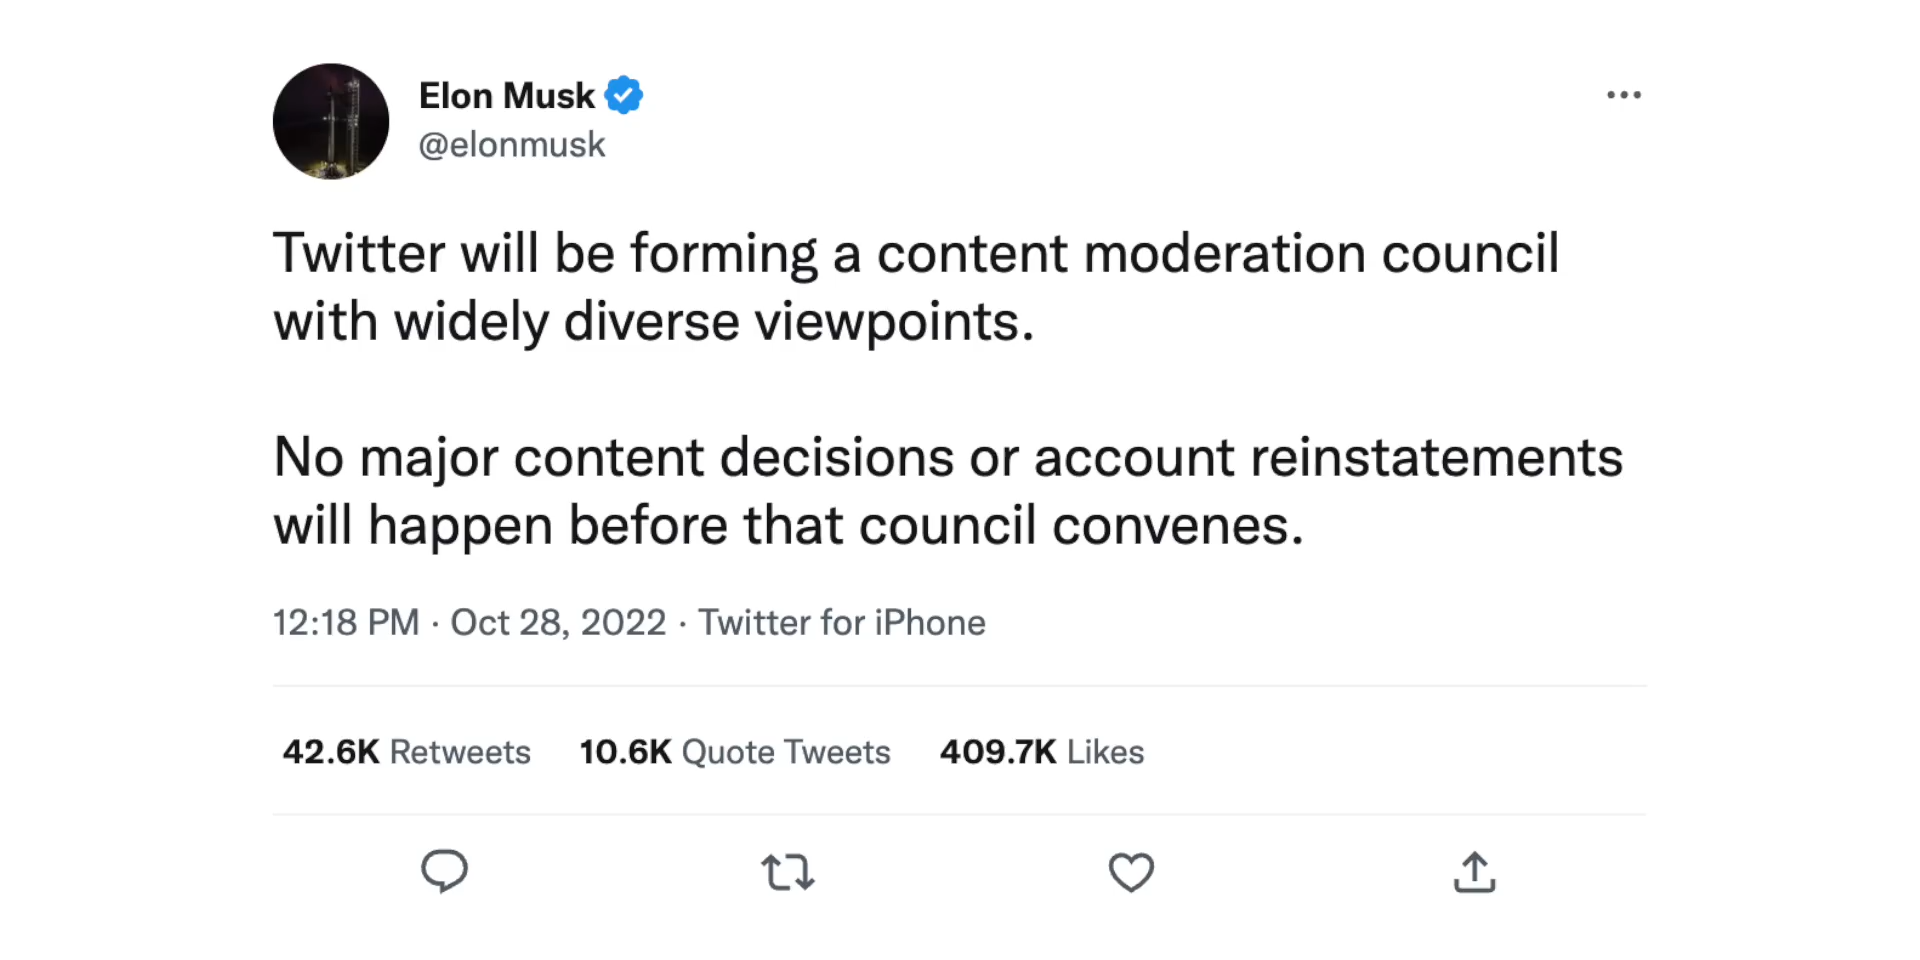 Elon Musk
@elonmusk
Twitter will be forming a content moderation council
with widely diverse viewpoints.
No major content decisions or account reinstatements
will happen before that council convenes.
12:18 PM · Oct 28, 2022 · Twitter for iPhone
42.6K Retweets 10.6K Quote Tweets 409.7K Likes